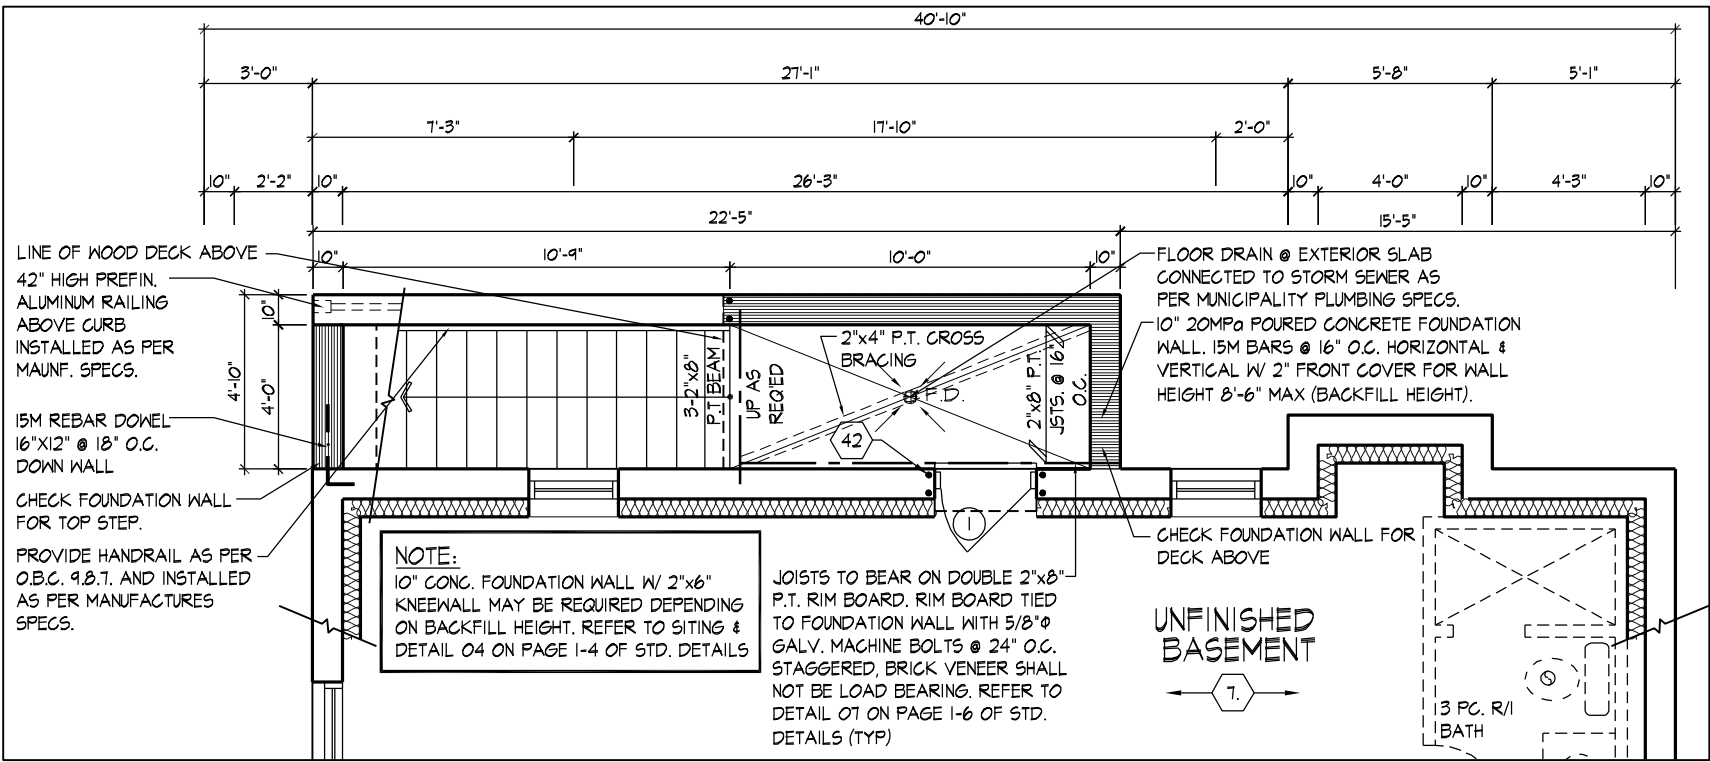 40'-10"
3'-0" 27'-1" 5'-8" 5'-1"
7'-3" 17'-10" 2'-0"
10" 2'-2" 10" 26'-3" 10" 4'-0" 10" 4'-3" 10"
22'-5" 15'-5"
10" 10'-9" 10'-0" 10"
LINE OF WOOD DECK ABOVE
42" HIGH PREFIN.
ALUMINUM RAILING
ABOVE CURB
INSTALLED AS PER
MAUNF. SPECS.
15M REBAR DOWEL
16"X12" @ 18" O.C.
DOWN WALL
CHECK FOUNDATION WALL
FOR TOP STEP.
PROVIDE HANDRAIL AS PER
O.B.C. 9.8.7. AND INSTALLED
AS PER MANUFACTURES
SPECS.
4'-10"
10"
4'-0"
3-2"x8"
P.T BEAM
UP AS
REQ'ED
2"x4" P.T. CROSS
BRACING
F.D.
42
2"x8" P.T.
JSTS. @ 16"
O.C.
1
FLOOR DRAIN @ EXTERIOR SLAB
CONNECTED TO STORM SEWER AS
PER MUNICIPALITY PLUMBING SPECS.
10" 20MPa POURED CONCRETE FOUNDATION
WALL. 15M BARS @ 16" O.C. HORIZONTAL &
VERTICAL W/ 2" FRONT COVER FOR WALL
HEIGHT 8'-6" MAX (BACKFILL HEIGHT).
CHECK FOUNDATION WALL FOR
DECK ABOVE
NOTE:
10" CONC. FOUNDATION WALL W/ 2"x6"
KNEEWALL MAY BE REQUIRED DEPENDING
ON BACKFILL HEIGHT. REFER TO SITING &
DETAIL 04 ON PAGE 1-4 OF STD. DETAILS
JOISTS TO BEAR ON DOUBLE 2"x8"
P.T. RIM BOARD. RIM BOARD TIED
TO FOUNDATION WALL WITH 5/8"Φ
GALV. MACHINE BOLTS @ 24" O.C.
STAGGERED, BRICK VENEER SHALL
NOT BE LOAD BEARING. REFER TO
DETAIL 07 ON PAGE 1-6 OF STD.
DETAILS (TYP)
UNFINISHED
BASEMENT
7.
3 PC. R/I
BATH